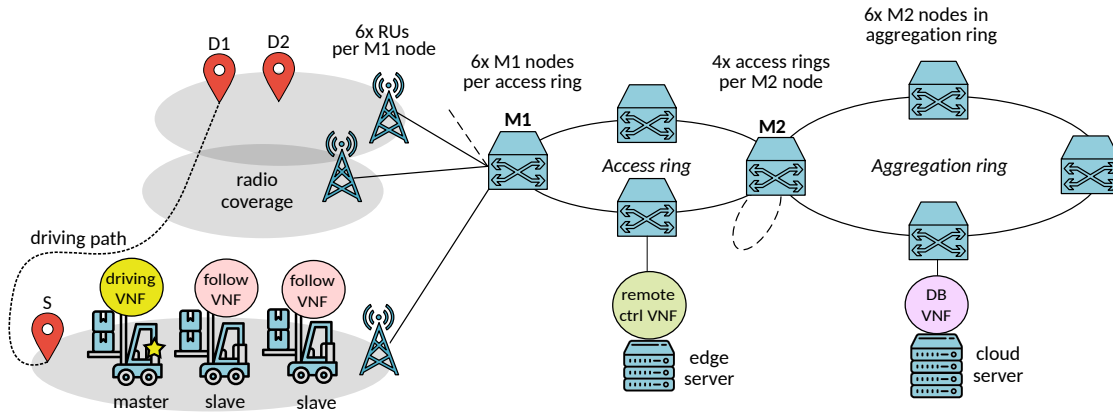 D1
D2
6x RUs
per M1 node
6x M1 nodes
per access ring
4x access rings
per M2 node
6x M2 nodes in
aggregation ring
M1
M2
Access ring
Aggregation ring
radio
coverage
driving path
S
driving
VNF
follow
VNF
follow
VNF
remote
ctrl VNF
DB
VNF
edge
server
cloud
server
master
slave
slave